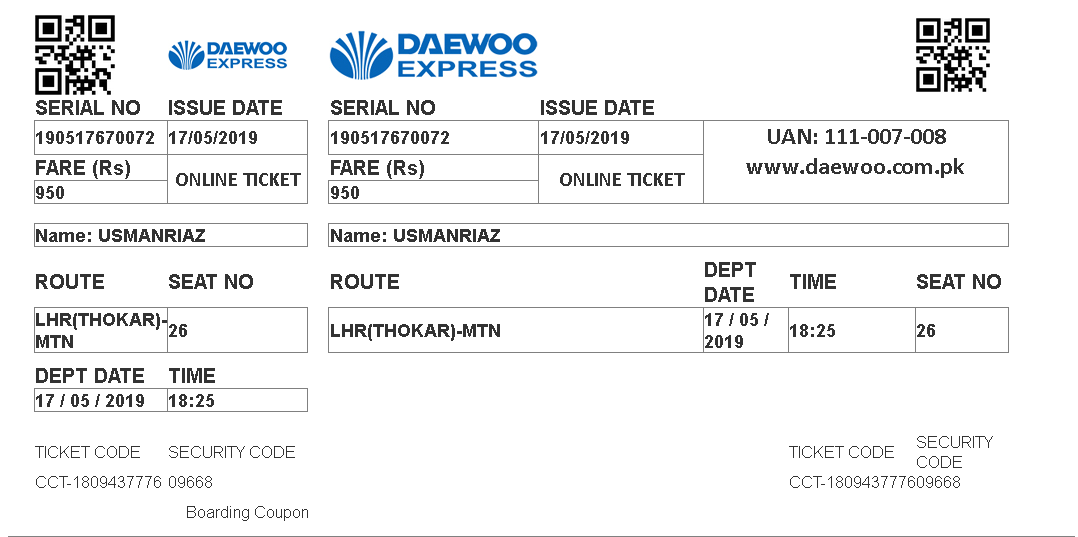 DAEWOO
EXPRESS
SERIAL NO ISSUE DATE
190517670072 17/05/2019
FARE (Rs)
950
ONLINE TICKET
Name: USMANRIAZ
ROUTE SEAT NO
LHR(THOKAR)-
MTN
26
DEPT DATE TIME
17 / 05 / 2019 18:25
TICKET CODE SECURITY CODE
CCT-1809437776 09668
Boarding Coupon
DAEWOO
EXPRESS
SERIAL NO ISSUE DATE
190517670072 17/05/2019
FARE (Rs)
950
ONLINE TICKET
UAN: 111-007-008
www.daewoo.com.pk
Name: USMANRIAZ
ROUTE
DEPT
DATE
TIME SEAT NO
LHR(THOKAR)-MTN
17 / 05 /
2019
18:25 26
TICKET CODE
SECURITY
CODE
CCT-180943777609668